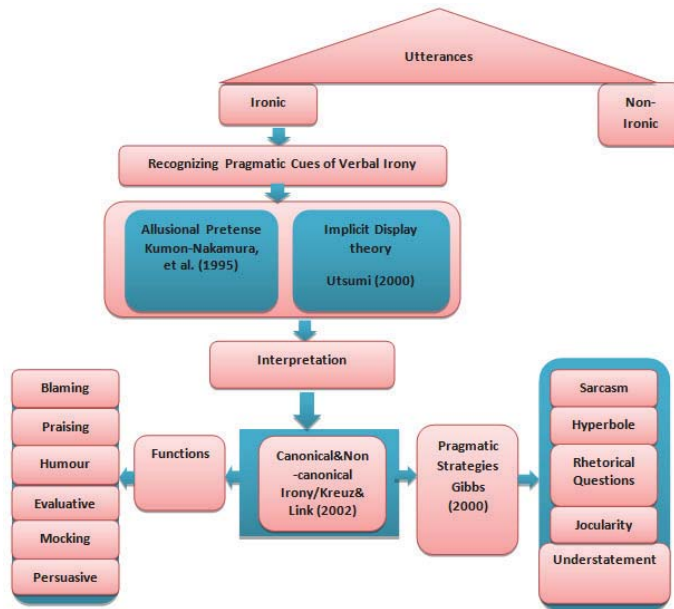 Utterances
Ironic
Non-
Ironic
Recognizing Pragmatic Cues of Verbal Irony
Allusional Pretense
Kumon-Nakamura,
et al. (1995)
Implicit Display
theory
Utsumi (2000)
Interpretation
Blaming
Praising
Humour
Evaluative
Mocking
Persuasive
Functions
Canonical&Non
-canonical
Irony/Kreuz&
Link (2002)
Pragmatic
Strategies
Gibbs
(2000)
Sarcasm
Hyperbole
Rhetorical
Questions
Jocularity
Understatement